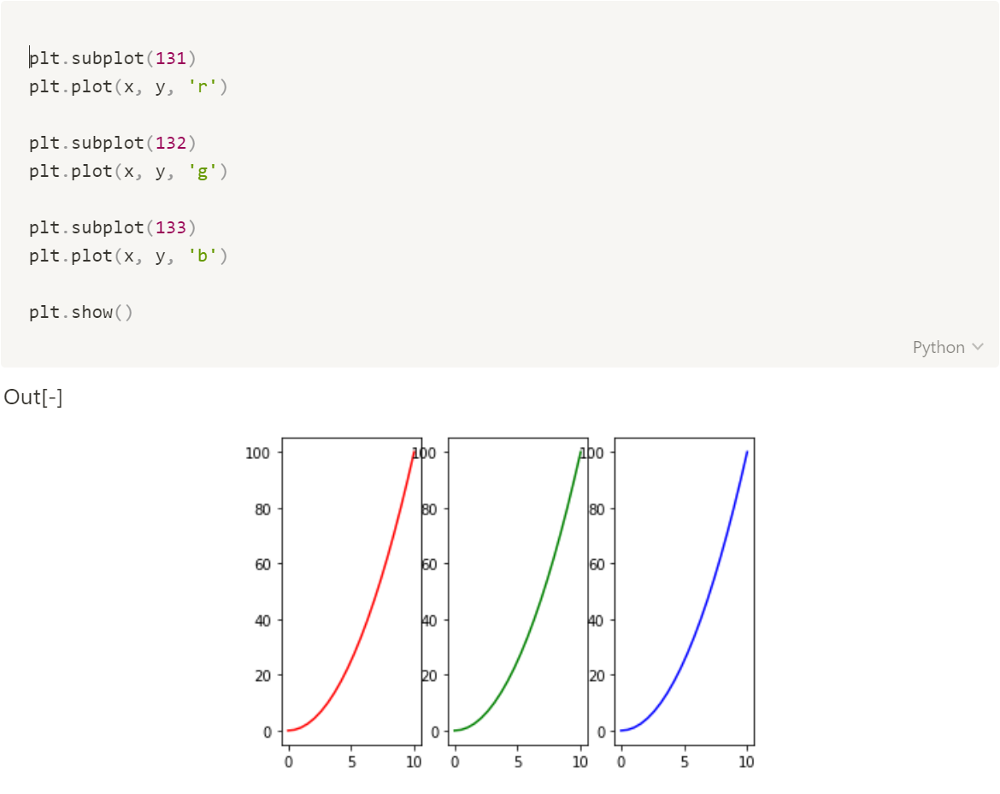 plt.subplot(131)
plt.plot(x, y, 'r')
plt.subplot(132)
plt.plot(x, y, 'g')
plt.subplot(133)
plt.plot(x, y, 'b')
plt.show()
Python
Out[-]
100 100 100
80 80 80
60 60 60
40 40 40
20 20 20
0 0 0
0 5 10 0 5 10 0 5 10